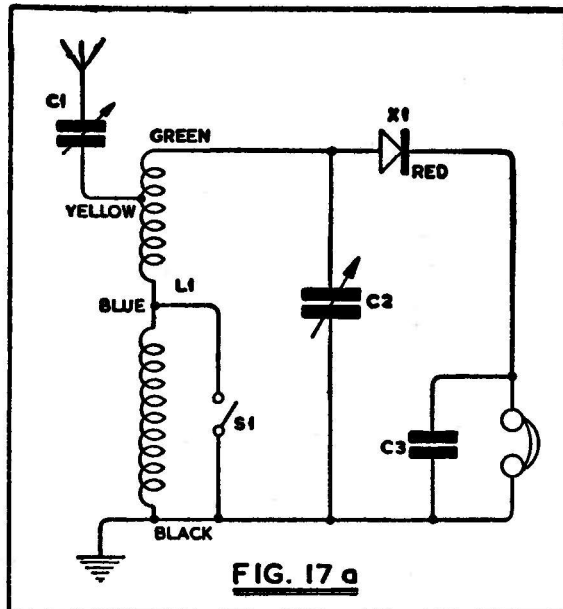 C1
X1
GREEN
RED
YELLOW
L1
BLUE
C2
S1
C3
BLACK
FIG. 17 a